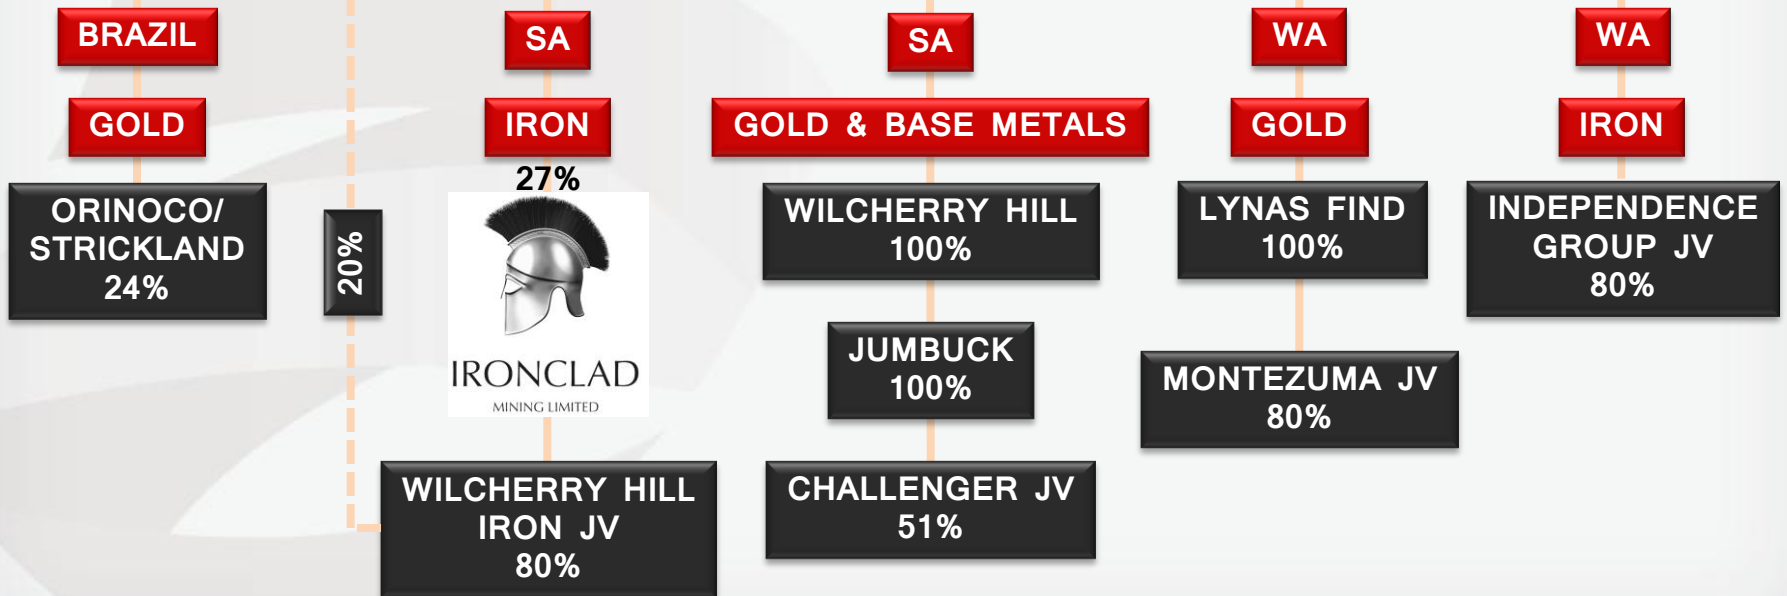 BRAZIL
GOLD
ORINOCO/
STRICKLAND
24%
20%
SA
IRON
27%
IRONCLAD
MINING LIMITED
WILCHERRY HILL
IRON JV
80%
SA
GOLD & BASE METALS
WILCHERRY HILL
100%
JUMBUCK
100%
CHALLENGER JV
51%
WA
GOLD
LYNAS FIND
100%
MONTEZUMA JV
80%
WA
IRON
INDEPENDENCE
GROUP JV
80%